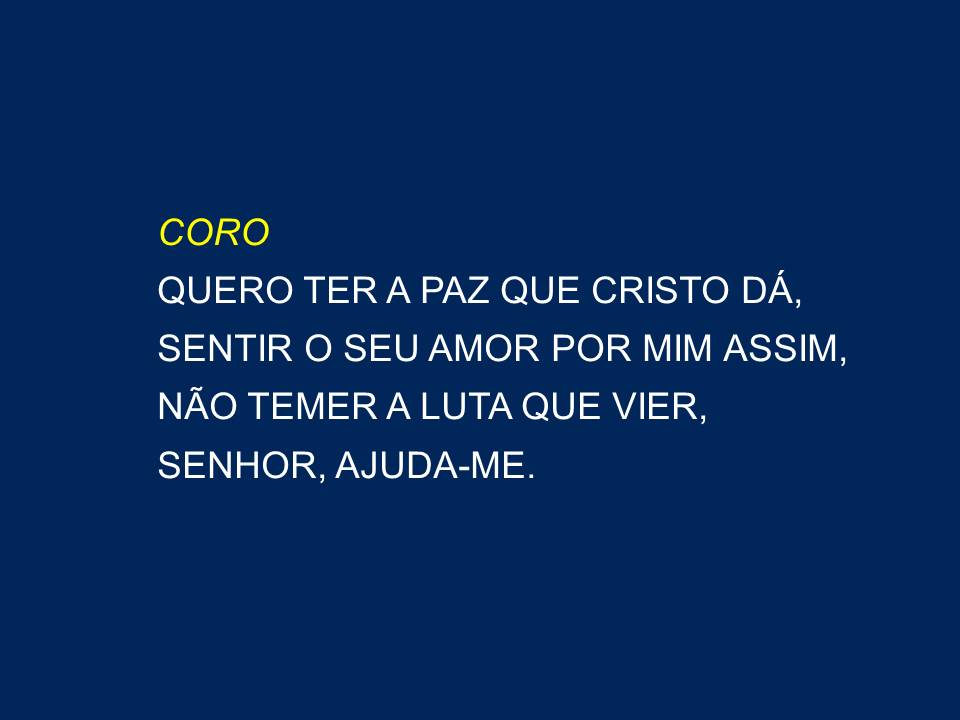 CORO
QUERO TER A PAZ QUE CRISTO DÁ,
SENTIR O SEU AMOR POR MIM ASSIM,
NÃO TEMER A LUTA QUE VIER,
SENHOR, AJUDA-ME.